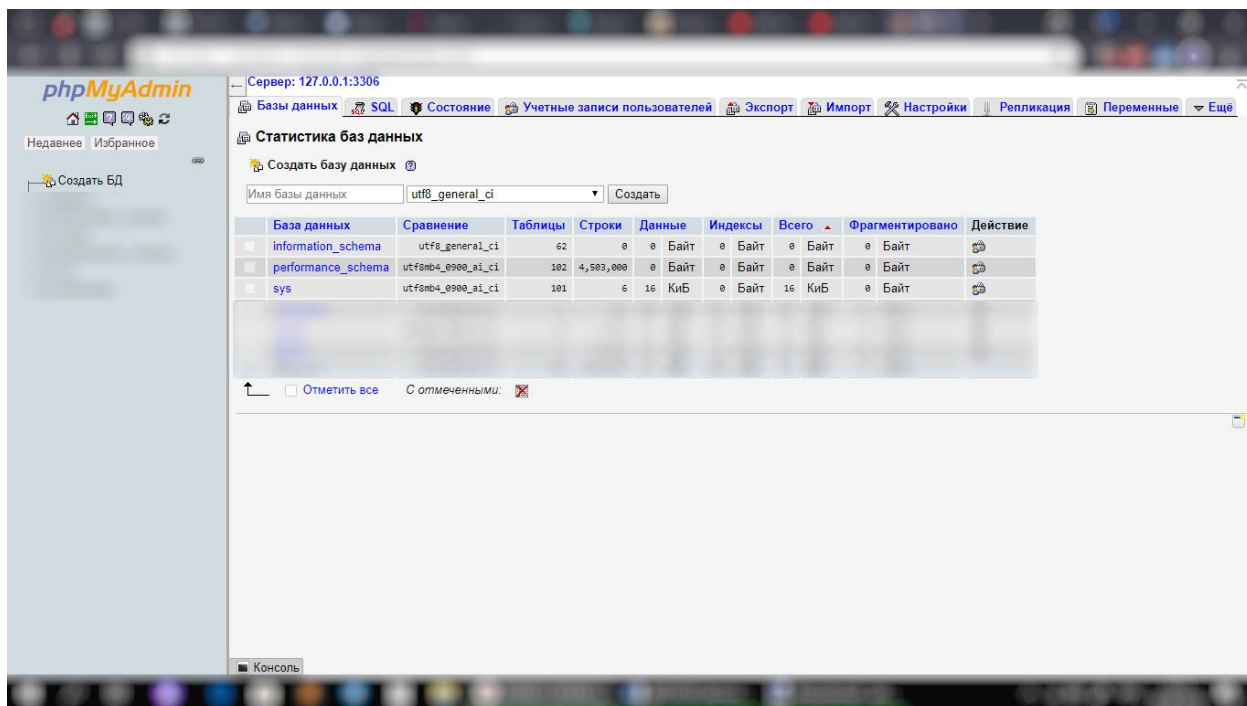 phpMyAdmin
Недавнее Избранное
Создать БД
Сервер: 127.0.0.1:3306
Базы данных SQL Состояние Учетные записи пользователей Экспорт Импорт Настройки Репликация Переменные Ещё
Статистика баз данных
Создать базу данных
Имя базы данных utf8_general_ci Создать
База данных Сравнение Таблицы Строки Данные Индексы Всего Фрагментировано Действие
information_schema utf8_general_ci 62 0 0 Байт 0 Байт 0 Байт 0 Байт
performance_schema utf8mb4_0900_ai_ci 102 4,503,000 0 Байт 0 Байт 0 Байт 0 Байт
sys utf8mb4_0900_ai_ci 101 6 16 КиБ 0 Байт 16 КиБ 0 Байт
Отметить все С отмеченными:
Консоль